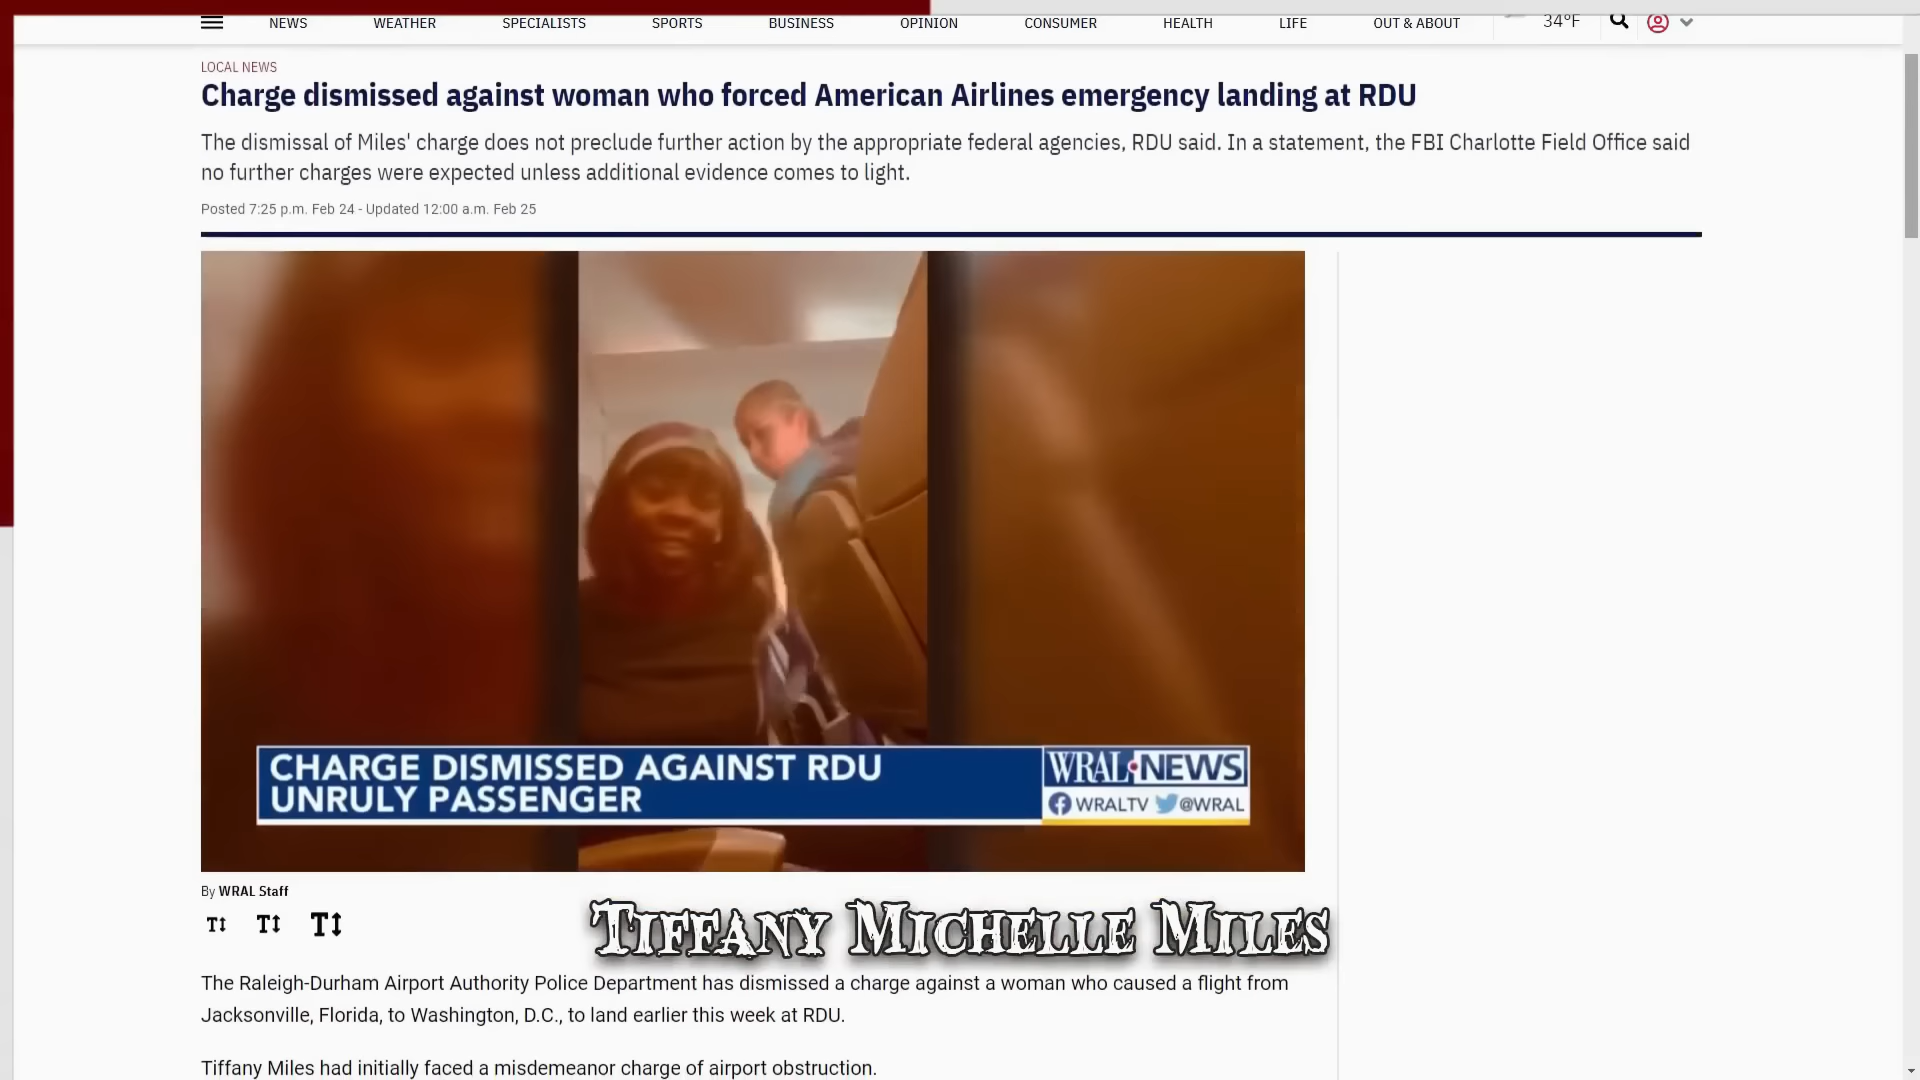 NEWS WEATHER SPECIALISTS SPORTS BUSINESS OPINION CONSUMER HEALTH LIFE OUT & ABOUT 34°F
LOCAL NEWS
Charge dismissed against woman who forced American Airlines emergency landing at RDU
The dismissal of Miles' charge does not preclude further action by the appropriate federal agencies, RDU said. In a statement, the FBI Charlotte Field Office said
no further charges were expected unless additional evidence comes to light.
Posted 7:25 p.m. Feb 24 - Updated 12:00 a.m. Feb 25
CHARGE DISMISSED AGAINST RDU
UNRULY PASSENGER
WRAL NEWS
WRALTV @WRAL
By WRAL Staff
T T T
TIFFANY MICHELLE MILES
The Raleigh-Durham Airport Authority Police Department has dismissed a charge against a woman who caused a flight from
Jacksonville, Florida, to Washington, D.C., to land earlier this week at RDU.
Tiffany Miles had initially faced a misdemeanor charge of airport obstruction.